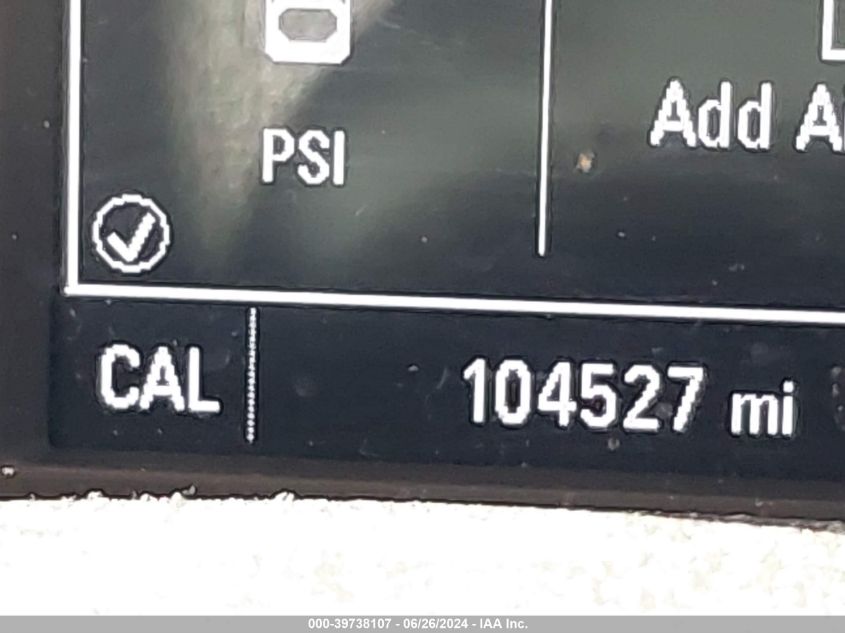 Add
PSI
CAL 104527 mi
000-39738107 - 06/26/2024 - IAA Inc.